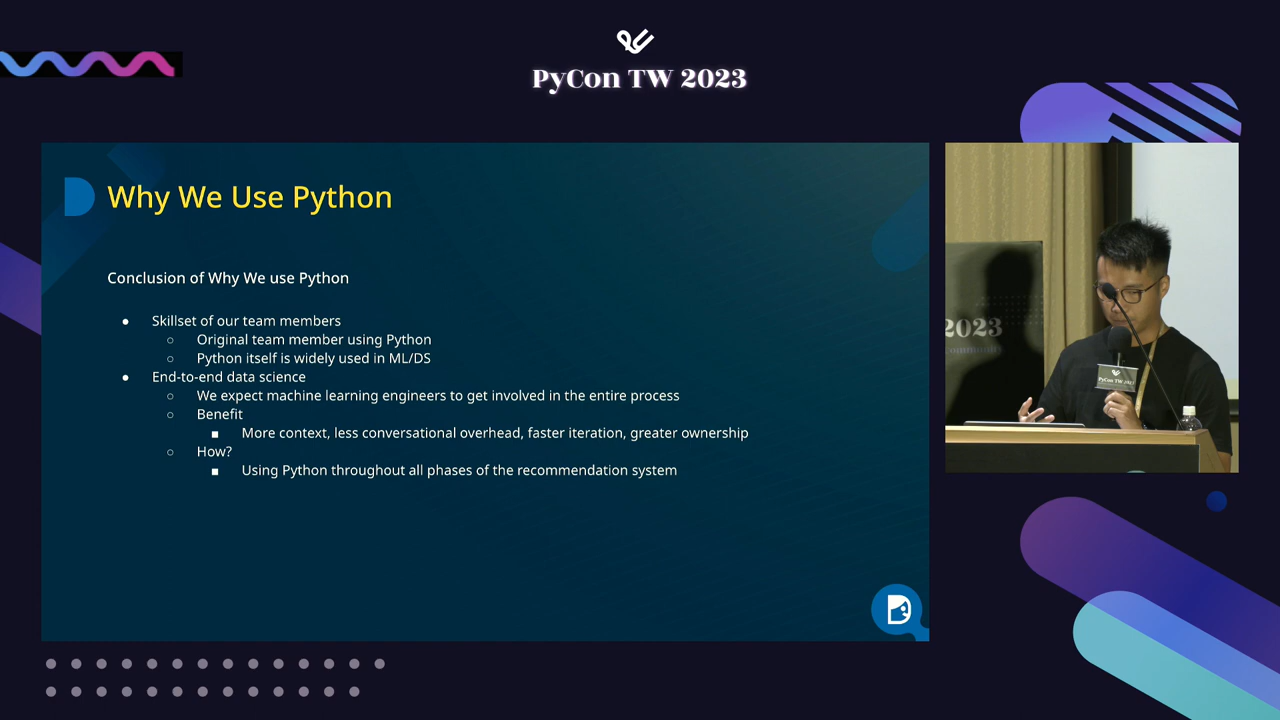 PyCon TW 2023
Why We Use Python
Conclusion of Why We use Python
● Skillset of our team members
○ Original team member using Python
○ Python itself is widely used in ML/DS
● End-to-end data science
○ We expect machine learning engineers to get involved in the entire process
○ Benefit
■ More context, less conversational overhead, faster iteration, greater ownership
○ How?
■ Using Python throughout all phases of the recommendation system
2023
PyCon TW 2023